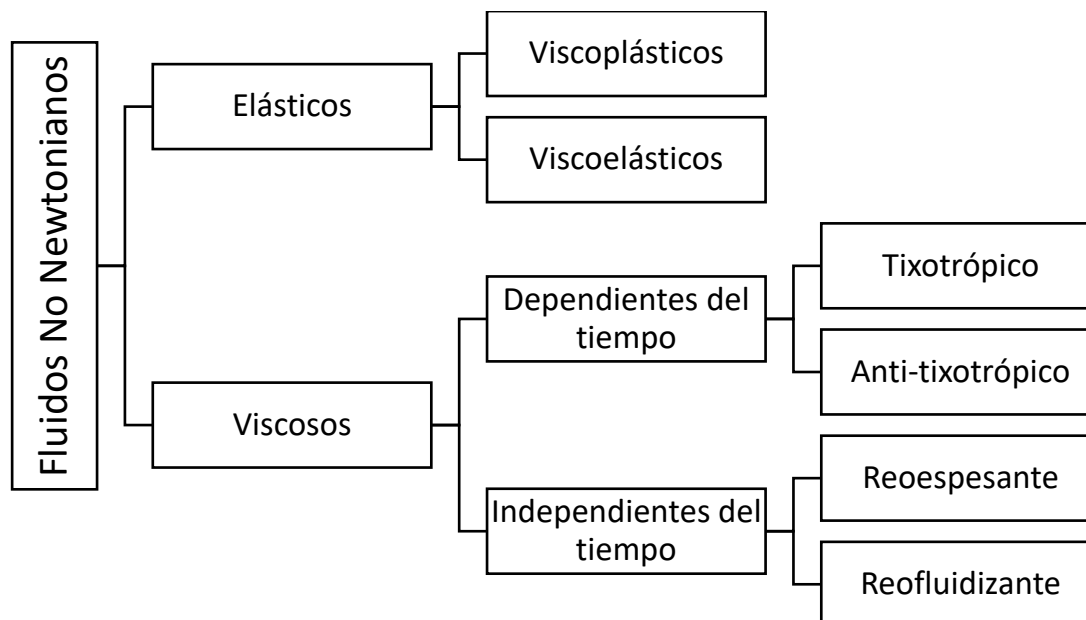 Fluidos No Newtonianos
Elásticos
Viscoplásticos
Viscoelásticos
Viscosos
Dependientes del
tiempo
Tixotrópico
Anti-tixotrópico
Independientes del
tiempo
Reoespesante
Reofluidizante